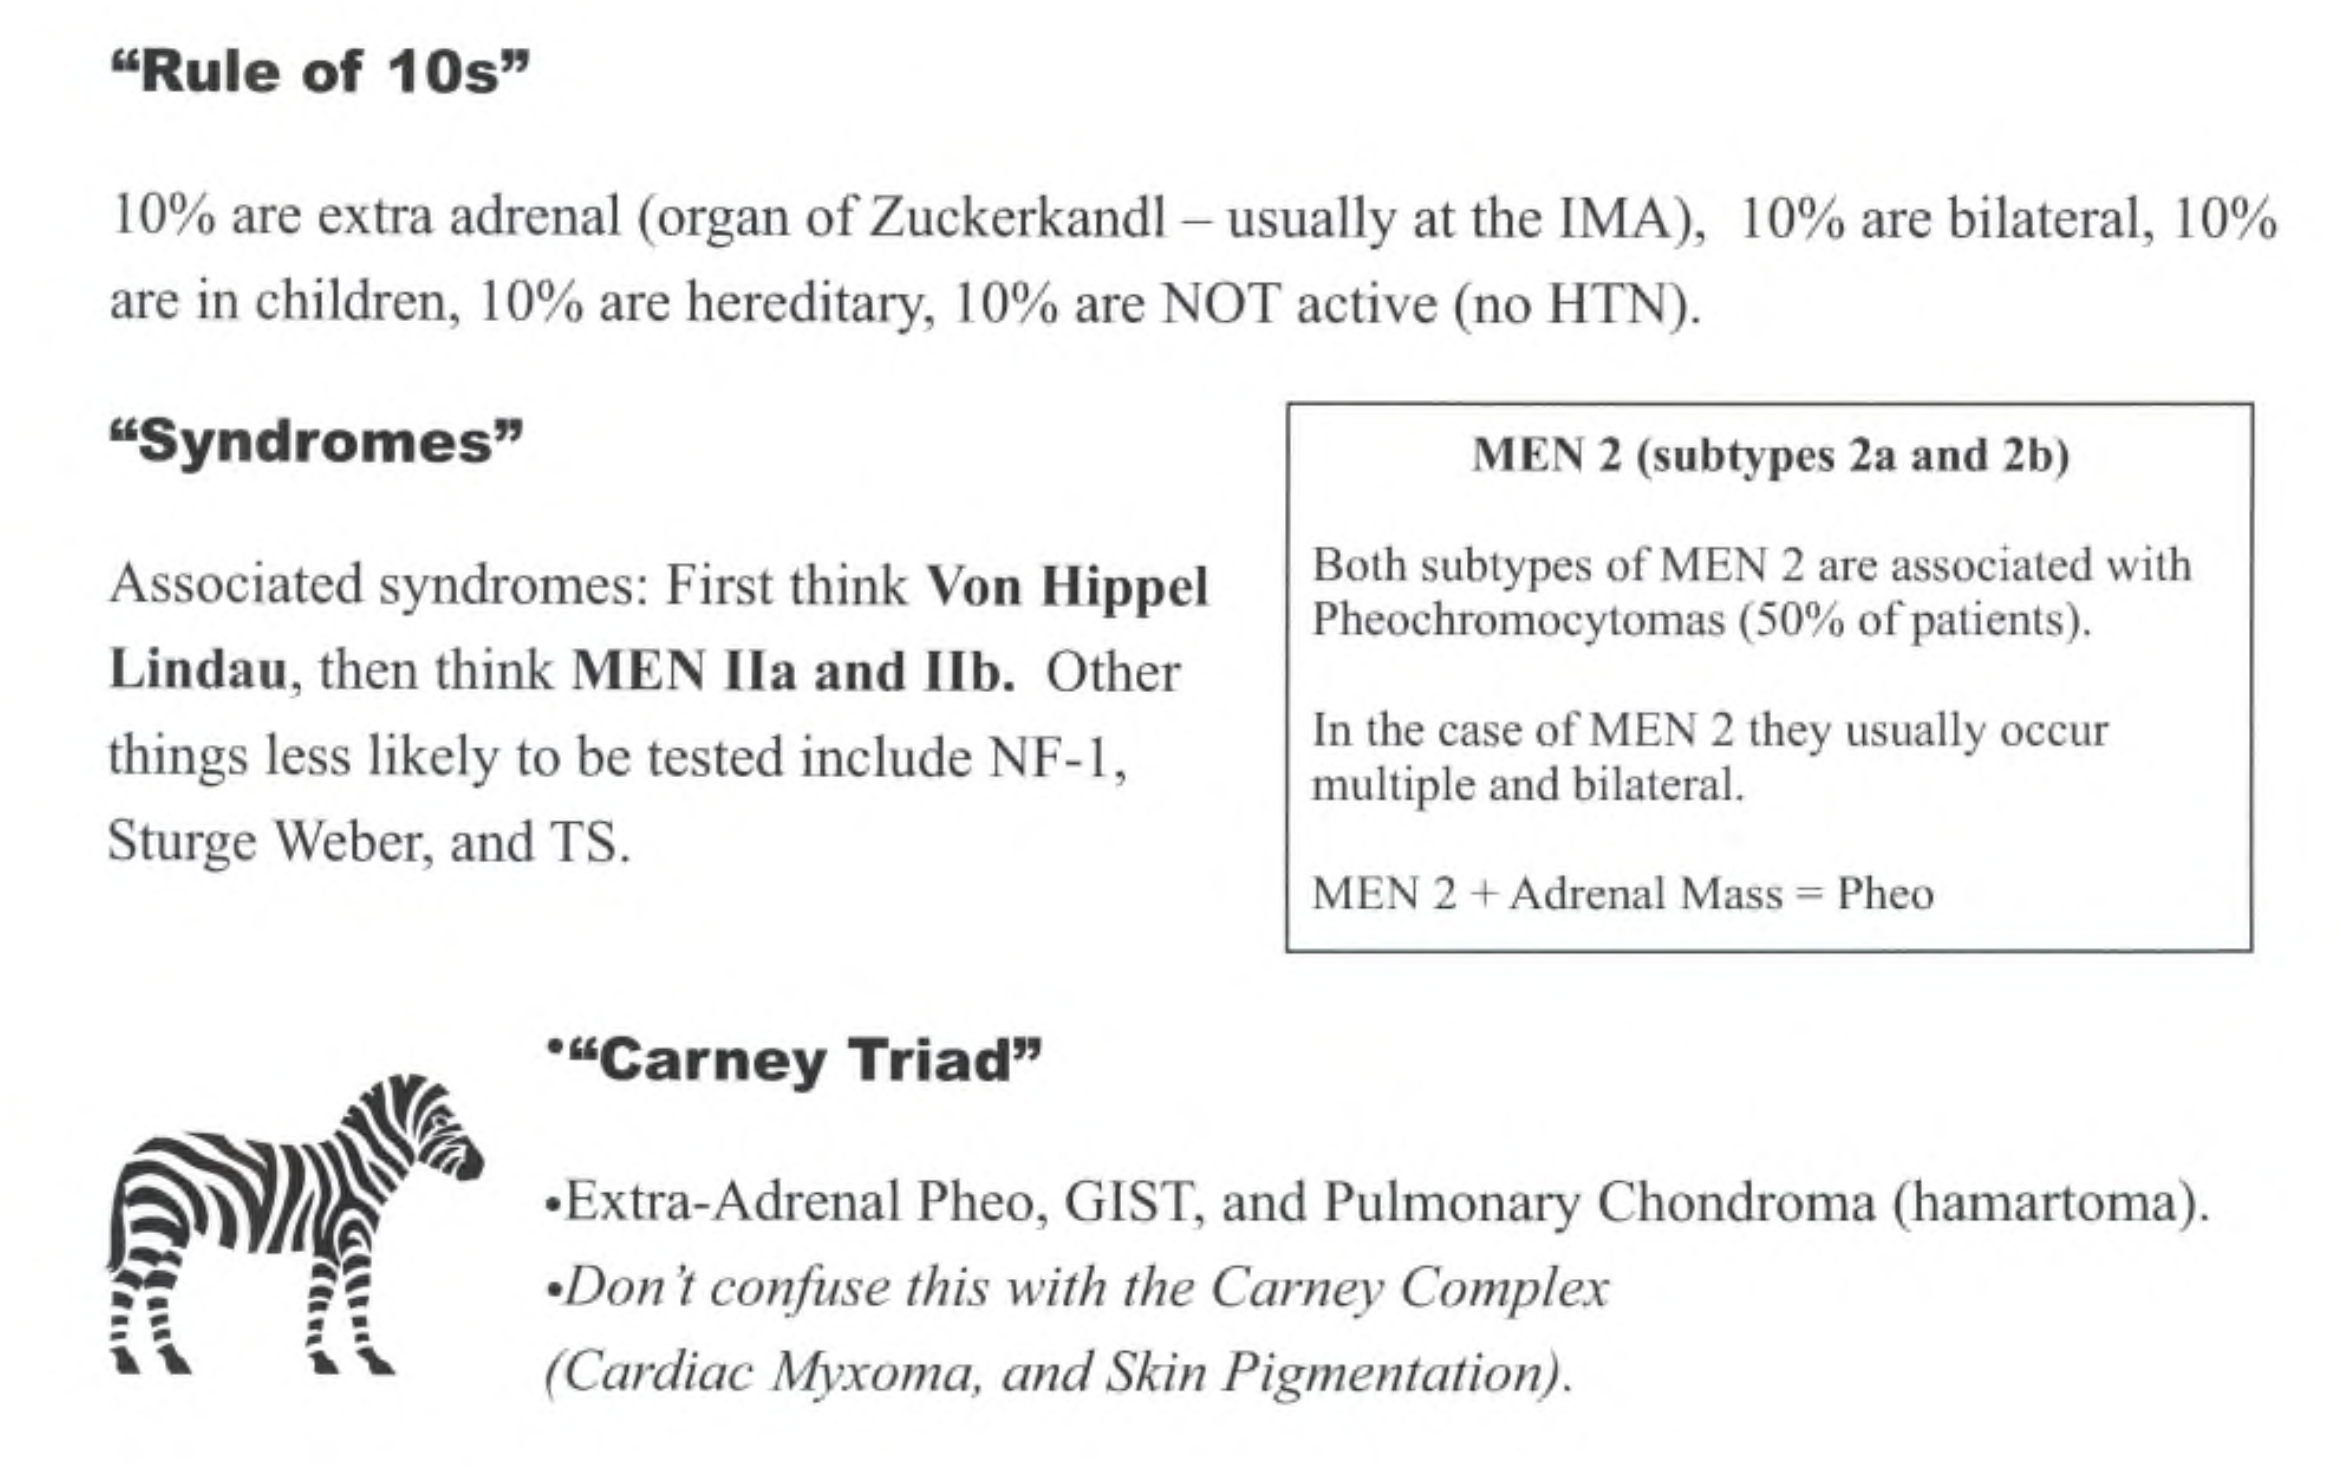 “Rule of 10s”
10% are extra adrenal (organ of Zuckerkandl – usually at the IMA), 10% are bilateral, 10%
are in children, 10% are hereditary, 10% are NOT active (no HTN).
“Syndromes”
Associated syndromes: First think Von Hippel
Lindau, then think MEN IIa and IIb. Other
things less likely to be tested include NF-1,
Sturge Weber, and TS.
MEN 2 (subtypes 2a and 2b)
Both subtypes of MEN 2 are associated with
Pheochromocytomas (50% of patients).
In the case of MEN 2 they usually occur
multiple and bilateral.
MEN 2 + Adrenal Mass = Pheo
•“Carney Triad”
•Extra-Adrenal Pheo, GIST, and Pulmonary Chondroma (hamartoma).
•Don’t confuse this with the Carney Complex
(Cardiac Myxoma, and Skin Pigmentation).